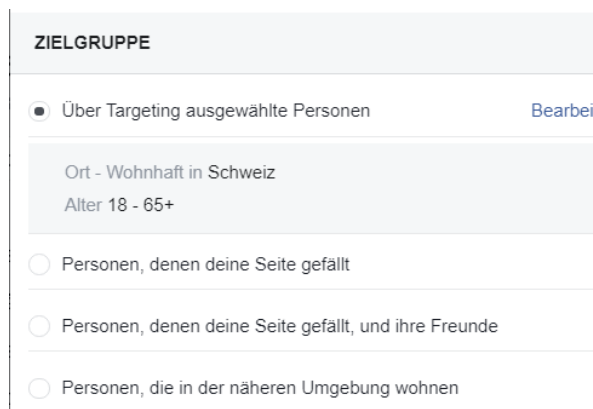 ZIELGRUPPE
Über Targeting ausgewählte Personen Bearbei
Ort - Wohnhaft in Schweiz
Alter 18 - 65+
Personen, denen deine Seite gefällt
Personen, denen deine Seite gefällt, und ihre Freunde
Personen, die in der näheren Umgebung wohnen